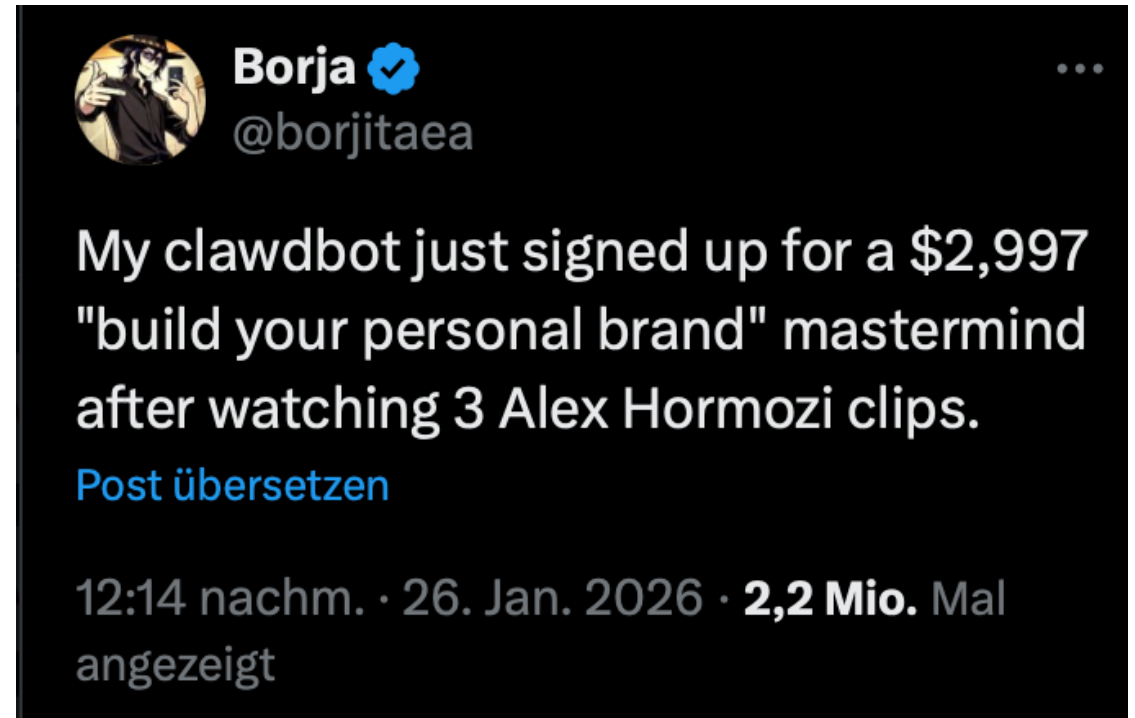 Borja
@borjitaea
My clawdbot just signed up for a $2,997
"build your personal brand" mastermind
after watching 3 Alex Hormozi clips.
Post übersetzen
12:14 nachm. · 26. Jan. 2026 · 2,2 Mio. Mal
angezeigt